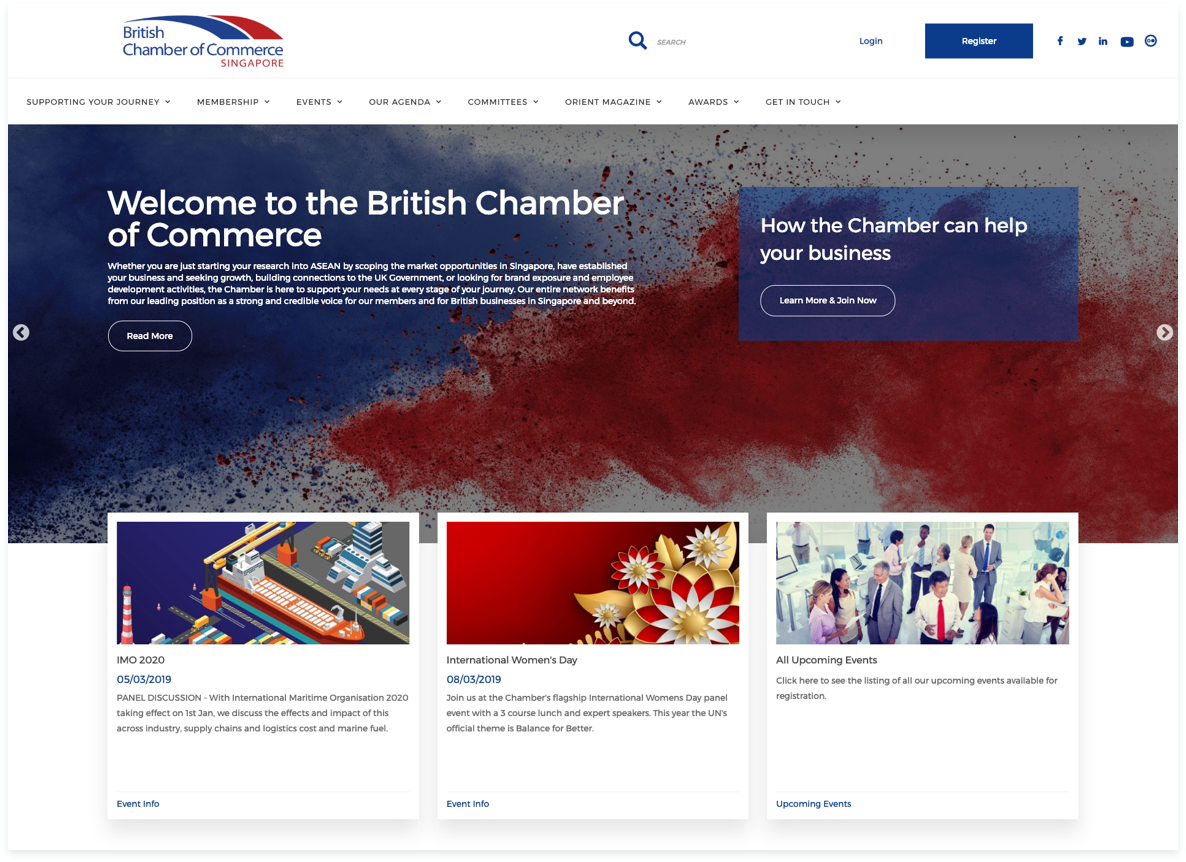 British
Chamber of Commerce
SINGAPORE
SEARCH
Login
Register
SUPPORTING YOUR JOURNEY
MEMBERSHIP
EVENTS
OUR AGENDA
COMMITTEES
ORIENT MAGAZINE
AWARDS
GET IN TOUCH
Welcome to the British Chamber
of Commerce
Whether you are just starting your research into ASEAN by scoping the market opportunities in Singapore, have established
your business and seeking growth, building connections to the UK Government, or looking for brand exposure and employee
development activities, the Chamber is here to support your needs at every stage of your journey. Our entire network benefits
from our leading position as a strong and credible voice for our members and for British businesses in Singapore and beyond.
Read More
How the Chamber can help
your business
Learn More & Join Now
IMO 2020
05/03/2019
PANEL DISCUSSION - With International Maritime Organisation 2020
taking effect on 1st Jan, we discuss the effects and impact of this
across industry, supply chains and logistics cost and marine fuel.
Event Info
International Women's Day
08/03/2019
Join us at the Chamber's flagship International Womens Day panel
event with a 3 course lunch and expert speakers. This year the UN's
official theme is Balance for Better.
Event Info
All Upcoming Events
Click here to see the listing of all our upcoming events available for
registration.
Upcoming Events